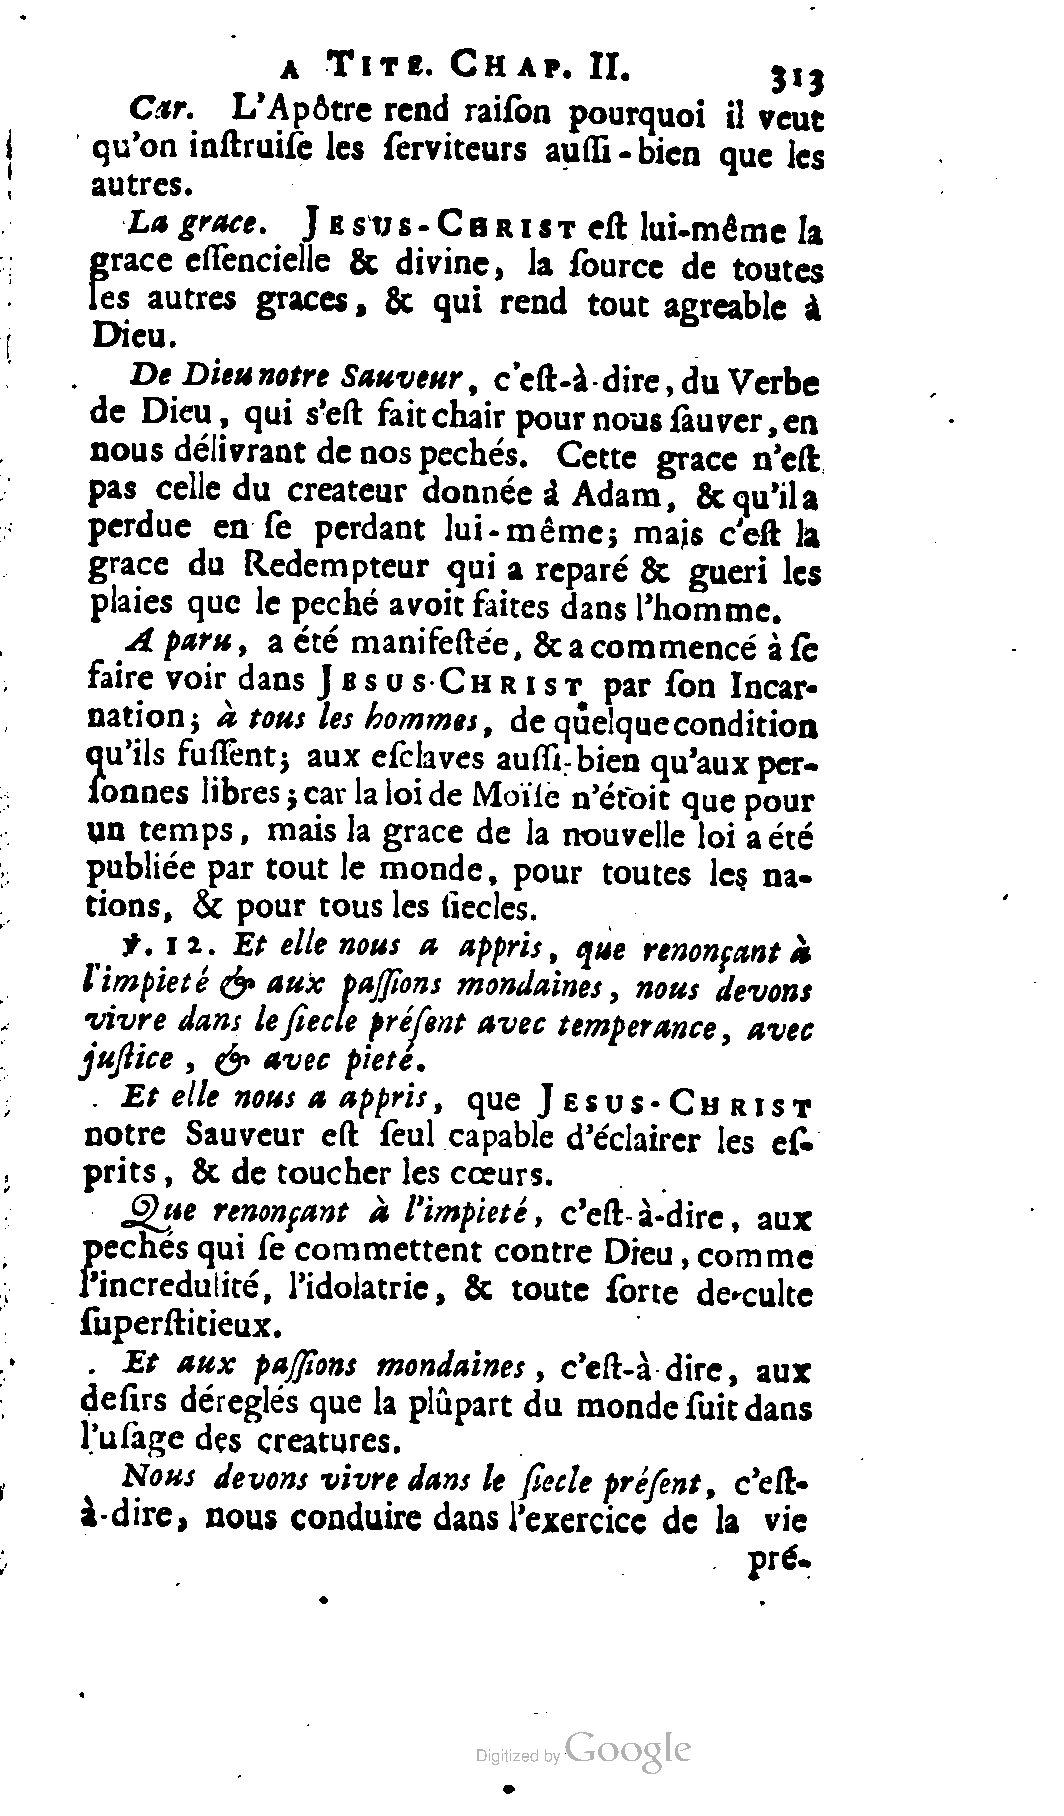 A TITE. CHAP. II. 313
Car. L'Apôtre rend raiſon pourquoi il veut
qu'on inſtruiſe les ſerviteurs auſſi-bien que les
autres.
La grace. JESUS-CHRIST eſt lui-même la
grace eſſencielle & divine, la ſource de toutes
les autres graces, & qui rend tout agreable à
Dieu.
De Dieu notre Sauveur, c'eſt-à-dire, du Verbe
de Dieu, qui s'eſt fait chair pour nous ſauver, en
nous délivrant de nos pechés. Cette grace n'eſt
pas celle du createur donnée à Adam, & qu'il a
perdue en ſe perdant lui-même; mais c'eſt la
grace du Redempteur qui a reparé & gueri les
plaies que le peché avoit faites dans l'homme.
A paru, a été manifeſtée, & a commencé à ſe
faire voir dans JESUS-CHRIST par ſon Incar-
nation; à tous les hommes, de quelque condition
qu'ils fuſſent; aux eſclaves auſſi-bien qu'aux per-
ſonnes libres; car la loi de Moïſe n'étoit que pour
un temps, mais la grace de la nouvelle loi a été
publiée par tout le monde, pour toutes les na-
tions, & pour tous les ſiecles.
℣. 12. Et elle nous a appris, que renonçant à
l'impieté & aux paſſions mondaines, nous devons
vivre dans le ſiecle préſent avec temperance, avec
juſtice, & avec pieté.
Et elle nous a appris, que JESUS-CHRIST
notre Sauveur eſt ſeul capable d'éclairer les eſ-
prits, & de toucher les cœurs.
Que renonçant à l'impieté, c'eſt-à-dire, aux
pechés qui ſe commettent contre Dieu, comme
l'incredulité, l'idolatrie, & toute ſorte de culte
ſuperſtitieux.
Et aux paſſions mondaines, c'eſt-à-dire, aux
deſirs déreglés que la plûpart du monde ſuit dans
l'uſage des creatures.
Nous devons vivre dans le ſiecle préſent, c'eſt-
à-dire, nous conduire dans l'exercice de la vie
pré-
Digitized by Google